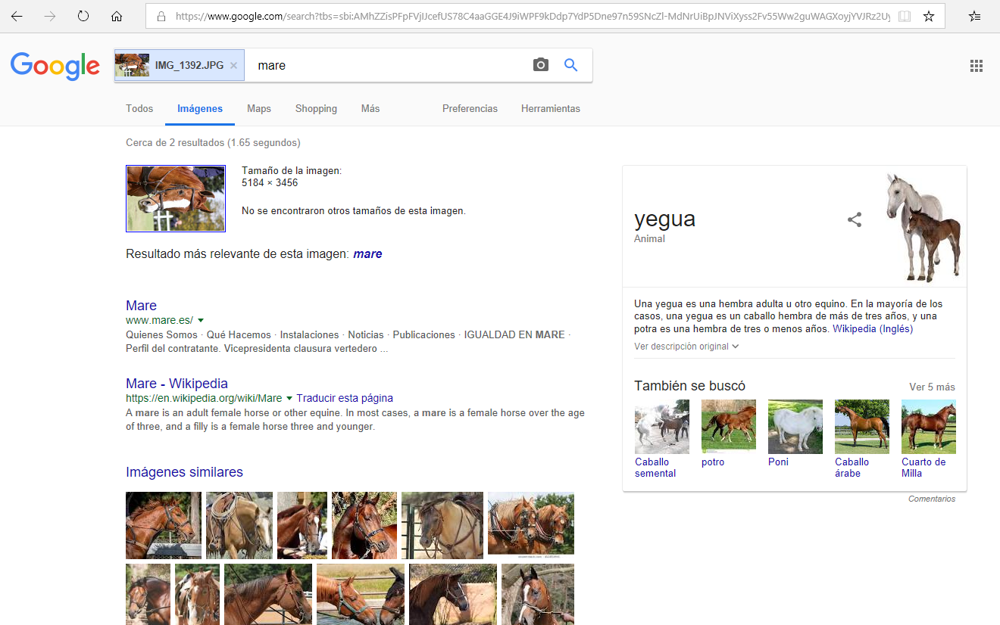 https://www.google.com/search?tbs=sbi:AMhZZisPFpFVjIJcefUS78C4aaGGE4J9iWPF9kDdp7YdP5Dne97n59SNcZl-MdNrUiBpJNViXyss2Fv55Ww2guWAGXoyjYVJRz2Uy
Google
IMG_1392.JPG ×
mare
Todos
Imágenes
Maps
Shopping
Más
Preferencias
Herramientas
Cerca de 2 resultados (1.65 segundos)
Tamaño de la imagen:
5184 × 3456
No se encontraron otros tamaños de esta imagen.
Resultado más relevante de esta imagen: mare
Mare
www.mare.es/
Quienes Somos · Qué Hacemos · Instalaciones · Noticias · Publicaciones · IGUALDAD EN MARE ·
Perfil del contratante. Vicepresidenta clausura vertedero ...
Mare - Wikipedia
https://en.wikipedia.org/wiki/Mare Traducir esta página
A mare is an adult female horse or other equine. In most cases, a mare is a female horse over the age
of three, and a filly is a female horse three and younger.
Imágenes similares
yegua
Animal
Una yegua es una hembra adulta u otro equino. En la mayoría de los
casos, una yegua es un caballo hembra de más de tres años, y una
potra es una hembra de tres o menos años. Wikipedia (Inglés)
Ver descripción original
También se buscó
Ver 5 más
Caballo
semental
potro
Poni
Caballo
árabe
Cuarto de
Milla
Comentarios